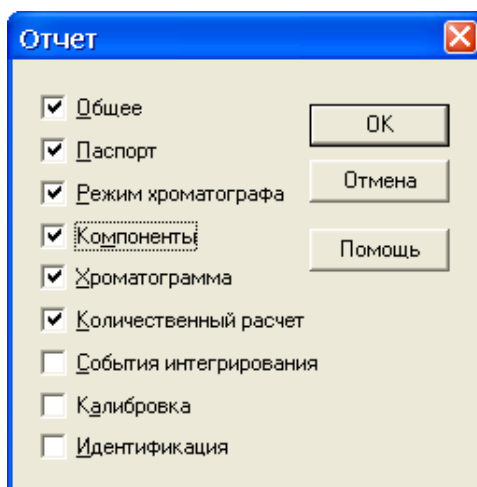 Отчет
Общее
Паспорт
Режим хроматографа
Компоненты
Хроматограмма
Количественный расчет
События интегрирования
Калибровка
Идентификация
OK
Отмена
Помощь